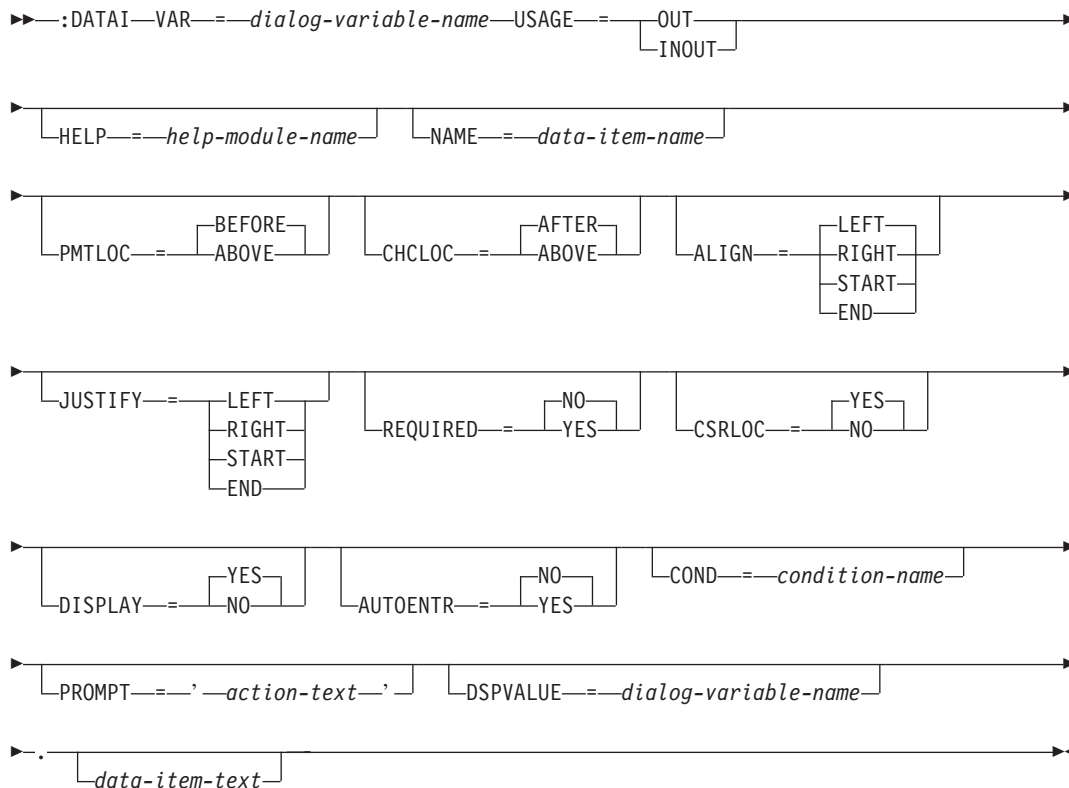 :DATAI VAR = dialog-variable-name USAGE = OUT
INOUT
HELP = help-module-name NAME = data-item-name
BEFORE AFTER LEFT
PMTLOC = ABOVE CHCLOC = ABOVE ALIGN = RIGHT
START
END
JUSTIFY = LEFT REQUIRED = NO CSRLOC = YES
RIGHT YES NO
START
END
YES NO COND = condition-name
DISPLAY = NO AUTOENTR = YES
PROMPT = ' action-text ' DSPVALUE = dialog-variable-name
.
data-item-text